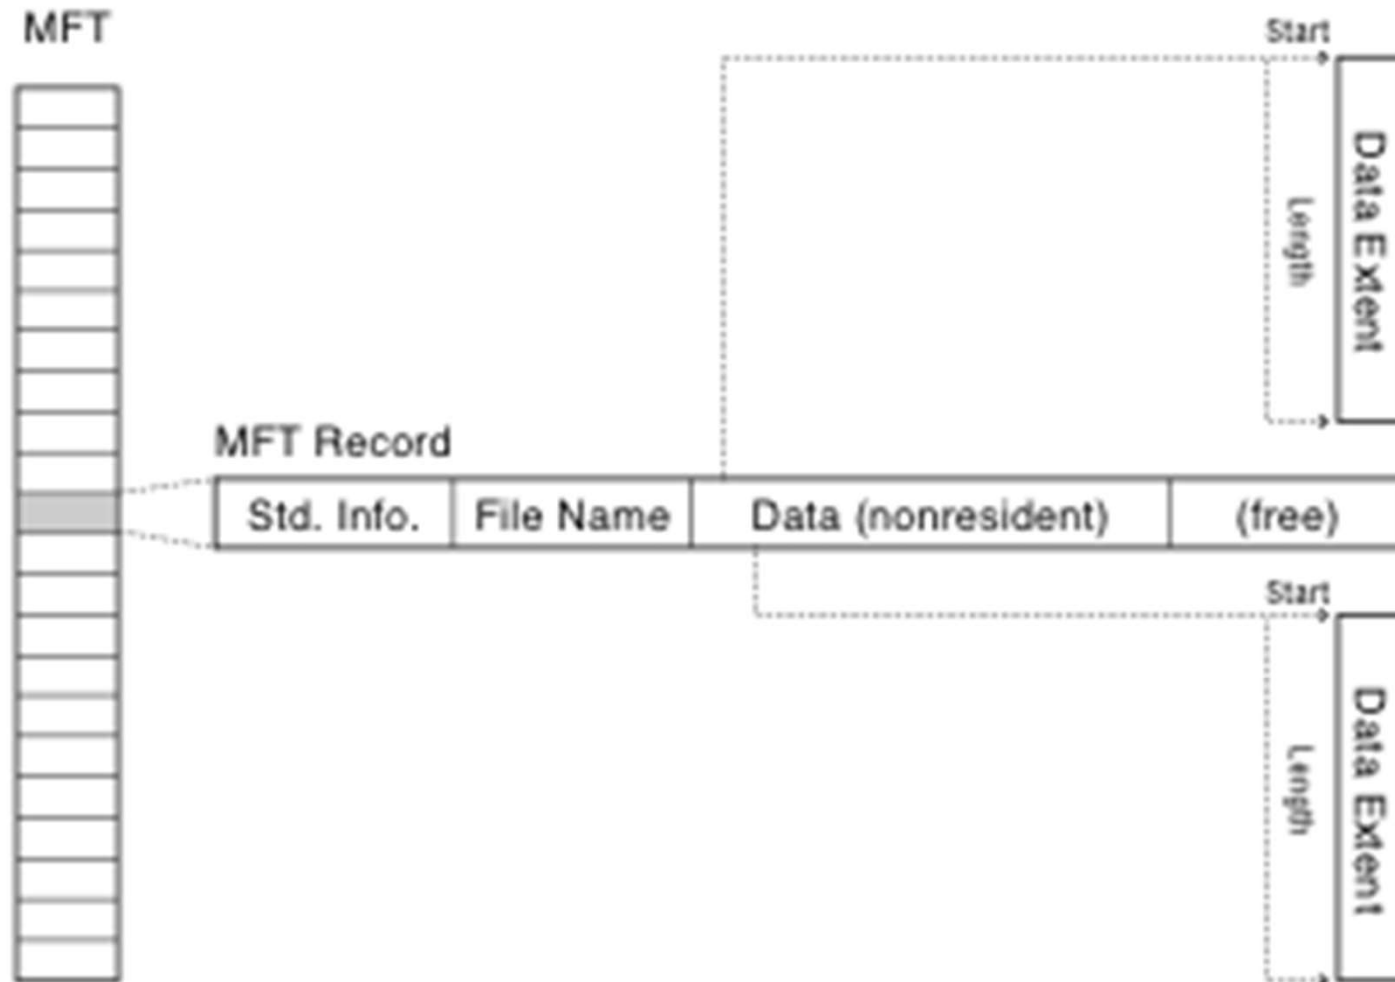 MFT
Start
Length
Data Extent
MFT Record
Std. Info.
File Name
Data (nonresident)
(free)
Start
Length
Data Extent